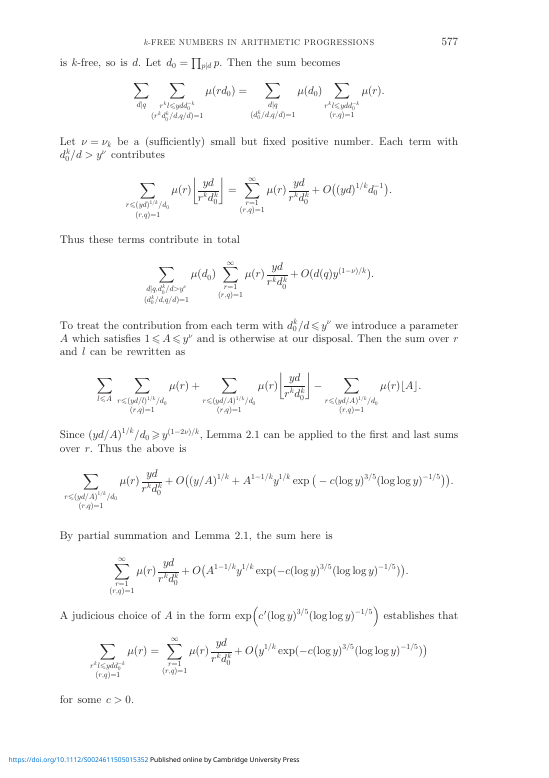 k-FREE NUMBERS IN ARITHMETIC PROGRESSIONS 577
is k-free, so is d. Let d_0 = ∏_{p|d} p. Then the sum becomes
∑_{d|q} ∑_{r^k l⩽ydd_0^{-k}, (r^k d_0^k/d,q/d)=1} μ(rd_0) = ∑_{d|q, (d_0^k/d,q/d)=1} μ(d_0) ∑_{r^k l⩽ydd_0^{-k}, (r,q)=1} μ(r).
Let ν = ν_k be a (sufficiently) small but fixed positive number. Each term with
d_0^k/d > y^ν contributes
∑_{r⩽(yd)^{1/k}/d_0, (r,q)=1} μ(r) ⌊yd/(r^k d_0^k)⌋ = ∑_{r=1, (r,q)=1}^∞ μ(r) yd/(r^k d_0^k) + O((yd)^{1/k} d_0^{-1}).
Thus these terms contribute in total
∑_{d|q,d_0^k/d>y^ν, (d_0^k/d,q/d)=1} μ(d_0) ∑_{r=1, (r,q)=1}^∞ μ(r) yd/(r^k d_0^k) + O(d(q)y^{(1−ν)/k}).
To treat the contribution from each term with d_0^k/d ⩽ y^ν we introduce a parameter
A which satisfies 1 ⩽ A ⩽ y^ν and is otherwise at our disposal. Then the sum over r
and l can be rewritten as
∑_{l⩽A} ∑_{r⩽(yd/l)^{1/k}/d_0, (r,q)=1} μ(r) + ∑_{r⩽(yd/A)^{1/k}/d_0, (r,q)=1} μ(r) ⌊yd/(r^k d_0^k)⌋ − ∑_{r⩽(yd/A)^{1/k}/d_0, (r,q)=1} μ(r)⌊A⌋.
Since (yd/A)^{1/k}/d_0 ⩾ y^{(1−2ν)/k}, Lemma 2.1 can be applied to the first and last sums
over r. Thus the above is
∑_{r⩽(yd/A)^{1/k}/d_0, (r,q)=1} μ(r) yd/(r^k d_0^k) + O((y/A)^{1/k} + A^{1−1/k} y^{1/k} exp(− c(log y)^{3/5}(log log y)^{−1/5})).
By partial summation and Lemma 2.1, the sum here is
∑_{r=1, (r,q)=1}^∞ μ(r) yd/(r^k d_0^k) + O(A^{1−1/k} y^{1/k} exp(−c(log y)^{3/5}(log log y)^{−1/5})).
A judicious choice of A in the form exp(c′(log y)^{3/5}(log log y)^{−1/5}) establishes that
∑_{r^k l⩽ydd_0^{-k}, (r,q)=1} μ(r) = ∑_{r=1, (r,q)=1}^∞ μ(r) yd/(r^k d_0^k) + O(y^{1/k} exp(−c(log y)^{3/5}(log log y)^{−1/5}))
for some c > 0.
https://doi.org/10.1112/S0024611505015352 Published online by Cambridge University Press